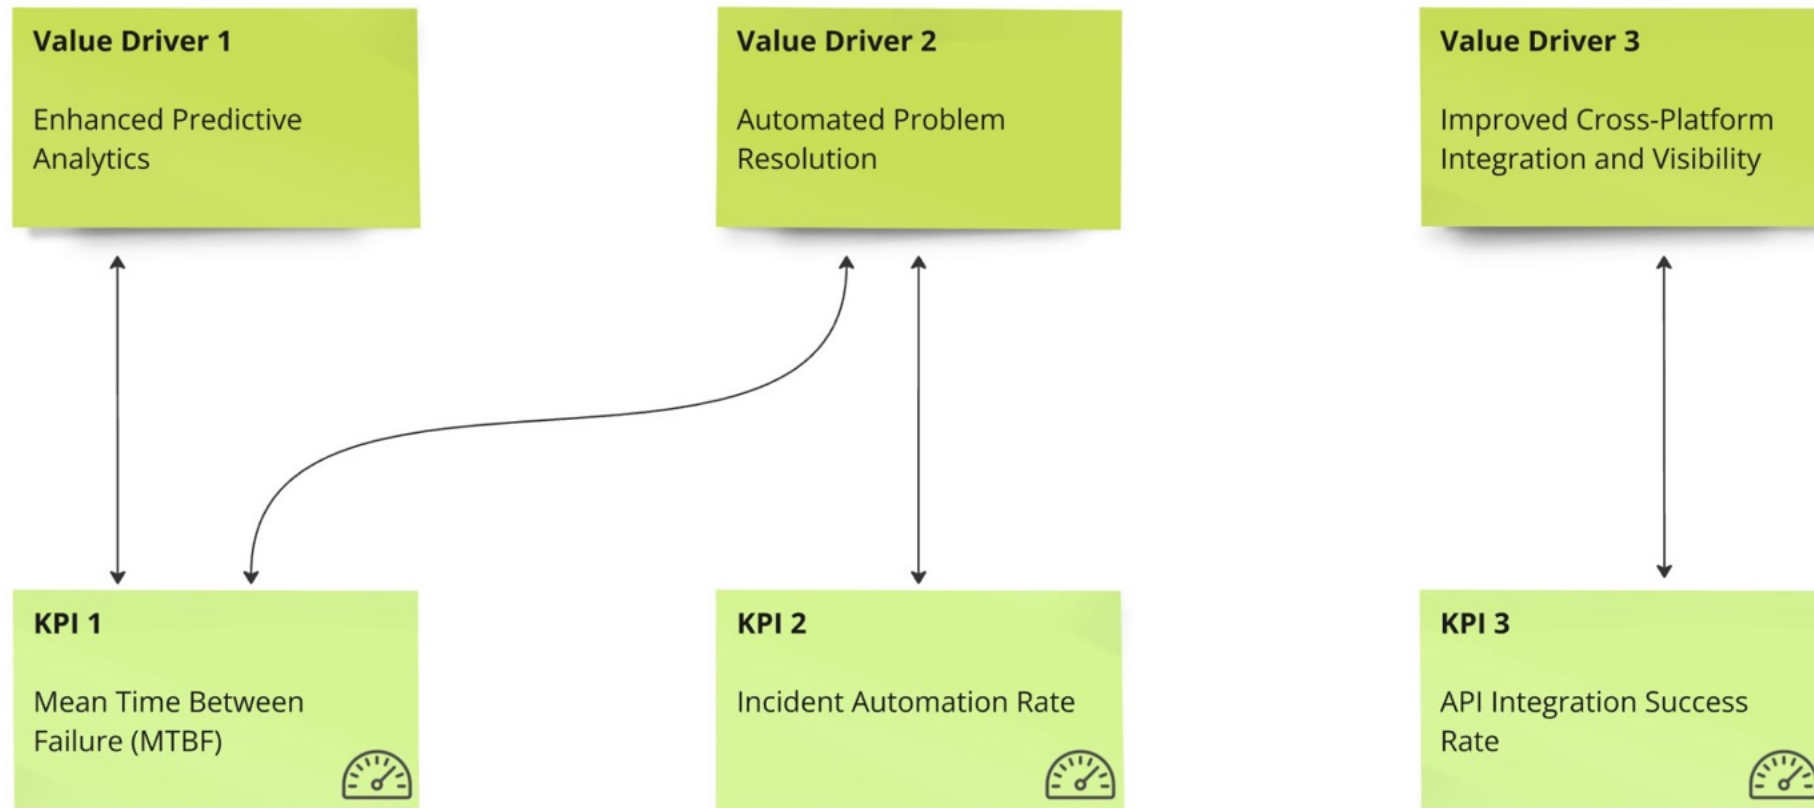 Value Driver 1
Enhanced Predictive
Analytics
Value Driver 2
Automated Problem
Resolution
Value Driver 3
Improved Cross-Platform
Integration and Visibility
KPI 1
Mean Time Between
Failure (MTBF)
KPI 2
Incident Automation Rate
KPI 3
API Integration Success
Rate